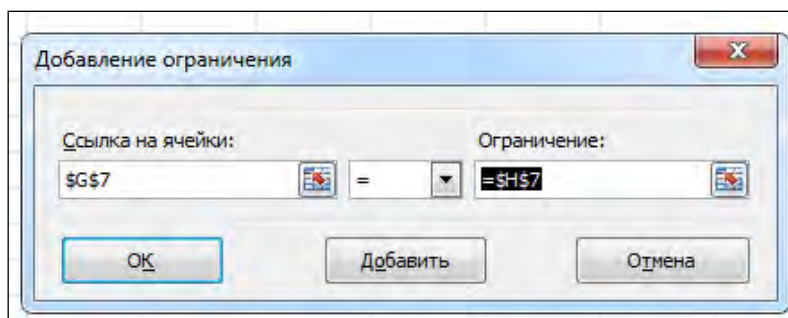 Добавление ограничения
Ссылка на ячейки:
Ограничение:
$G$7
=
=$H$7
ОК
Добавить
Отмена